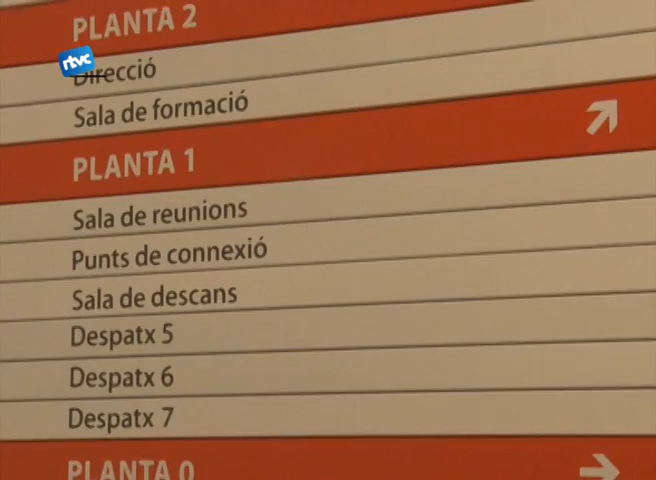 PLANTA 2
rtvc
Direcció
Sala de formació
PLANTA 1
Sala de reunions
Punts de connexió
Sala de descans
Despatx 5
Despatx 6
Despatx 7
PLANTA 0